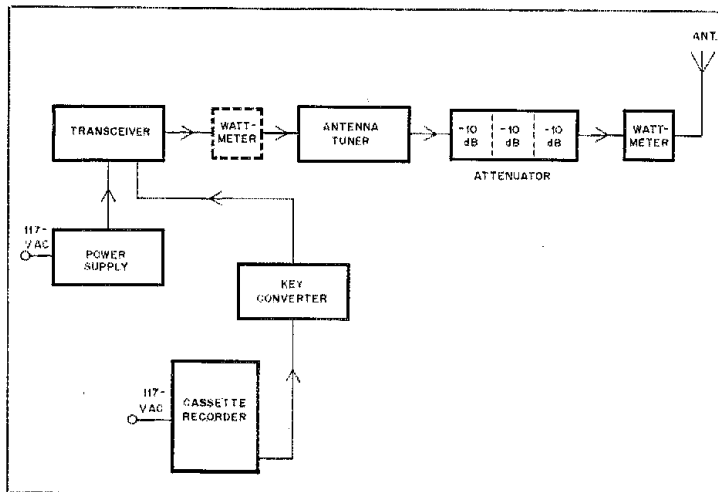 ANT.
TRANSCEIVER
WATT-
METER
ANTENNA
TUNER
-10
dB
-10
dB
-10
dB
WATT-
METER
ATTENUATOR
117-
VAC
POWER
SUPPLY
KEY
CONVERTER
117-
VAC
CASSETTE
RECORDER